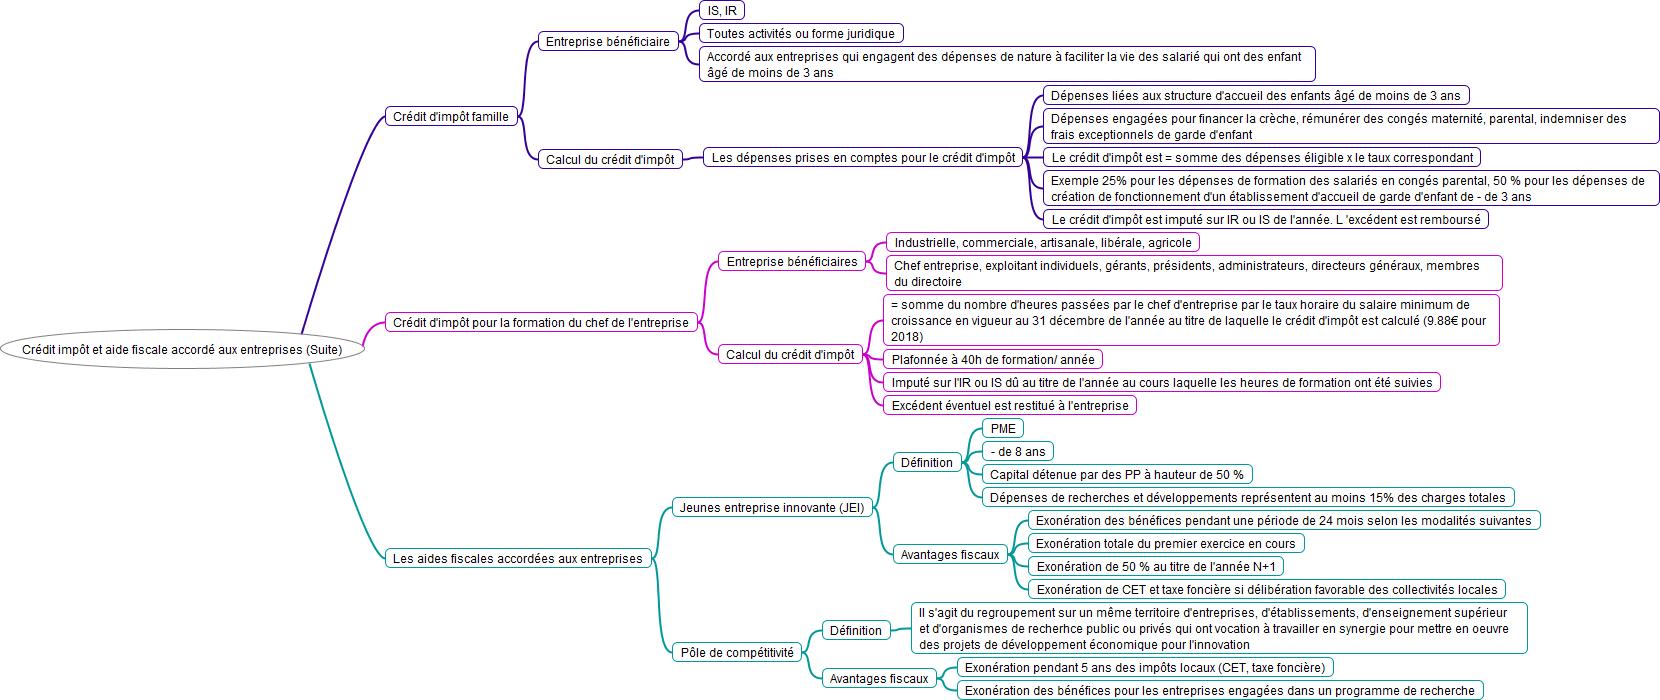 Crédit impôt et aide fiscale accordé aux entreprises (Suite)
Crédit d'impôt famille
Entreprise bénéficiaire
IS, IR
Toutes activités ou forme juridique
Accordé aux entreprises qui engagent des dépenses de nature à faciliter la vie des salarié qui ont des enfant
âgé de moins de 3 ans
Calcul du crédit d'impôt
Les dépenses prises en comptes pour le crédit d'impôt
Dépenses liées aux structure d'accueil des enfants âgé de moins de 3 ans
Dépenses engagées pour financer la crèche, rémunérer des congés maternité, parental, indemniser des
frais exceptionnels de garde d'enfant
Le crédit d'impôt est = somme des dépenses éligible x le taux correspondant
Exemple 25% pour les dépenses de formation des salariés en congés parental, 50 % pour les dépenses de
création de fonctionnement d'un établissement d'accueil de garde d'enfant de - de 3 ans
Le crédit d'impôt est imputé sur IR ou IS de l'année. L 'excédent est remboursé
Crédit d'impôt pour la formation du chef de l'entreprise
Entreprise bénéficiaires
Industrielle, commerciale, artisanale, libérale, agricole
Chef entreprise, exploitant individuels, gérants, présidents, administrateurs, directeurs généraux, membres
du directoire
Calcul du crédit d'impôt
= somme du nombre d'heures passées par le chef d'entreprise par le taux horaire du salaire minimum de
croissance en vigueur au 31 décembre de l'année au titre de laquelle le crédit d'impôt est calculé (9.88€ pour
2018)
Plafonnée à 40h de formation/ année
Imputé sur l'IR ou IS dû au titre de l'année au cours laquelle les heures de formation ont été suivies
Excédent éventuel est restitué à l'entreprise
Les aides fiscales accordées aux entreprises
Jeunes entreprise innovante (JEI)
Définition
PME
- de 8 ans
Capital détenue par des PP à hauteur de 50 %
Dépenses de recherches et développements représentent au moins 15% des charges totales
Avantages fiscaux
Exonération des bénéfices pendant une période de 24 mois selon les modalités suivantes
Exonération totale du premier exercice en cours
Exonération de 50 % au titre de l'année N+1
Exonération de CET et taxe foncière si délibération favorable des collectivités locales
Pôle de compétitivité
Définition
Il s'agit du regroupement sur un même territoire d'entreprises, d'établissements, d'enseignement supérieur
et d'organismes de recherhce public ou privés qui ont vocation à travailler en synergie pour mettre en oeuvre
des projets de développement économique pour l'innovation
Avantages fiscaux
Exonération pendant 5 ans des impôts locaux (CET, taxe foncière)
Exonération des bénéfices pour les entreprises engagées dans un programme de recherche